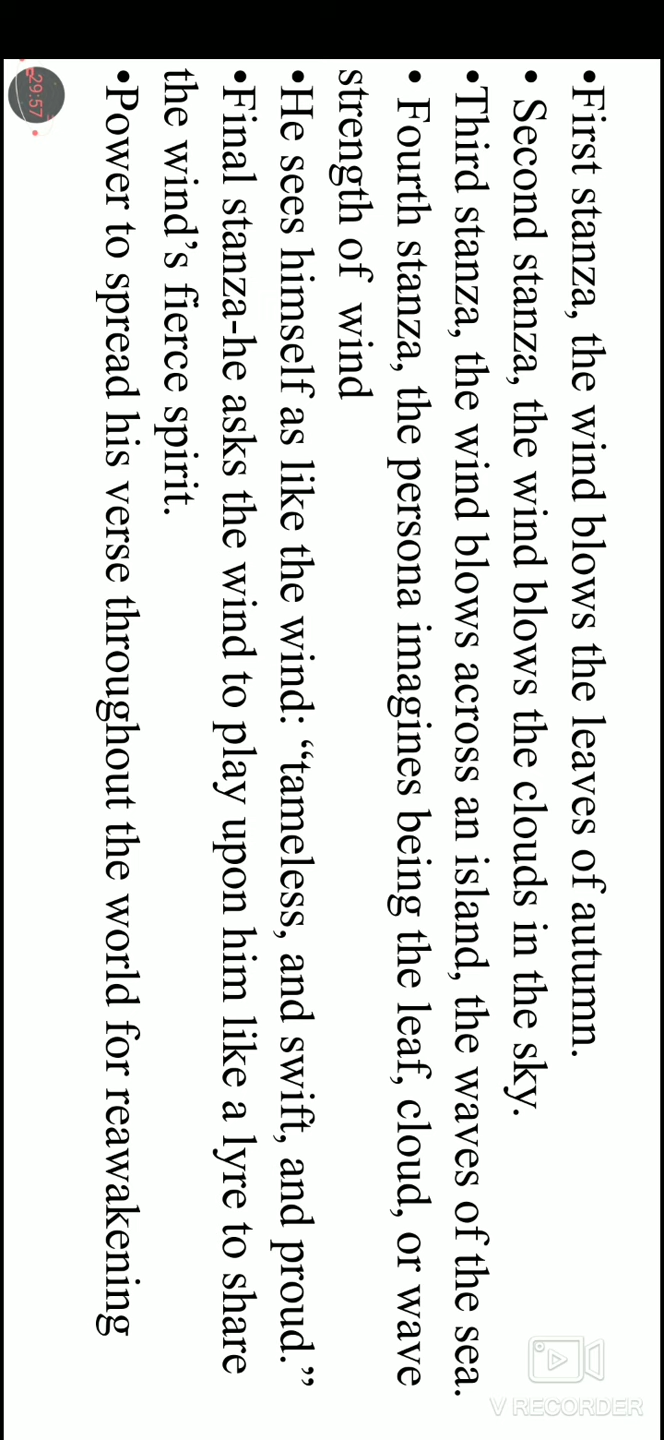 •First stanza, the wind blows the leaves of autumn.
• Second stanza, the wind blows the clouds in the sky.
•Third stanza, the wind blows across an island, the waves of the sea.
• Fourth stanza, the persona imagines being the leaf, cloud, or wave
strength of wind
•He sees himself as like the wind: “tameless, and swift, and proud.”
•Final stanza-he asks the wind to play upon him like a lyre to share
the wind’s fierce spirit.
•Power to spread his verse throughout the world for reawakening
29:57
V RECORDER